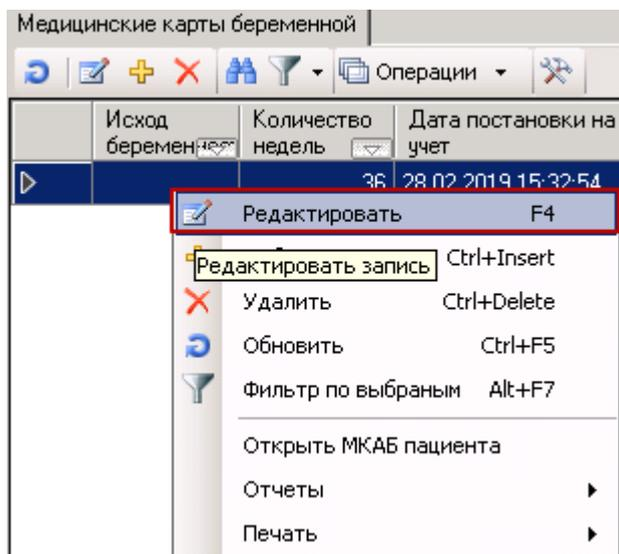 Медицинские карты беременной
Операции
Исход
Количество
Дата постановки на
недель
учет
36 28.02.2019 15:32:54
Редактировать F4
Ctrl+Insert
Редактировать запись
Удалить Ctrl+Delete
Обновить Ctrl+F5
Фильтр по выбраным Alt+F7
Открыть МКАБ пациента
Отчеты
Печать